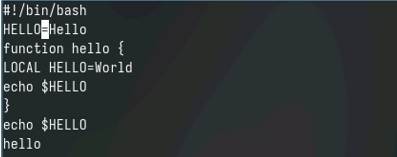 #!/bin/bash
HELLO=Hello
function hello {
LOCAL HELLO=World
echo $HELLO
}
echo $HELLO
hello